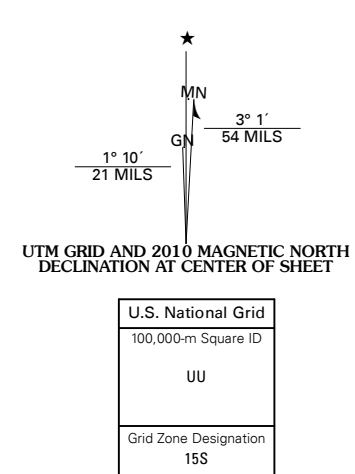 MN
3° 1´
54 MILS
GN
1° 10´
21 MILS
UTM GRID AND 2010 MAGNETIC NORTH
DECLINATION AT CENTER OF SHEET
U.S. National Grid
100,000-m Square ID
UU
Grid Zone Designation
15S